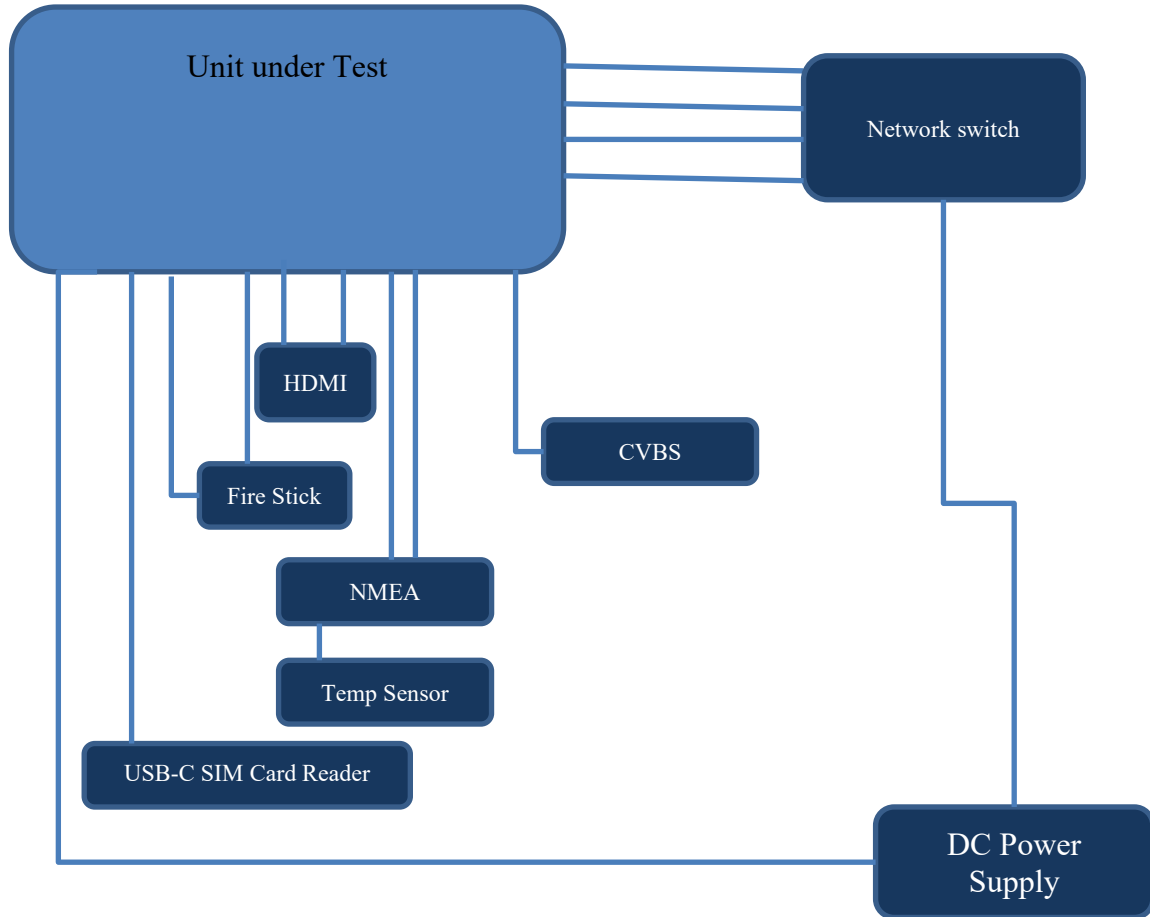 Unit under Test
Network switch
HDMI
CVBS
Fire Stick
NMEA
Temp Sensor
USB-C SIM Card Reader
DC Power
Supply